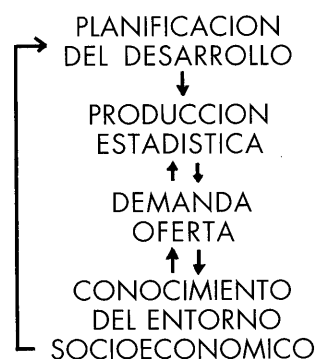 PLANIFICACION
DEL DESARROLLO
PRODUCCION
ESTADISTICA
DEMANDA
OFERTA
CONOCIMIENTO
DEL ENTORNO
SOCIOECONOMICO